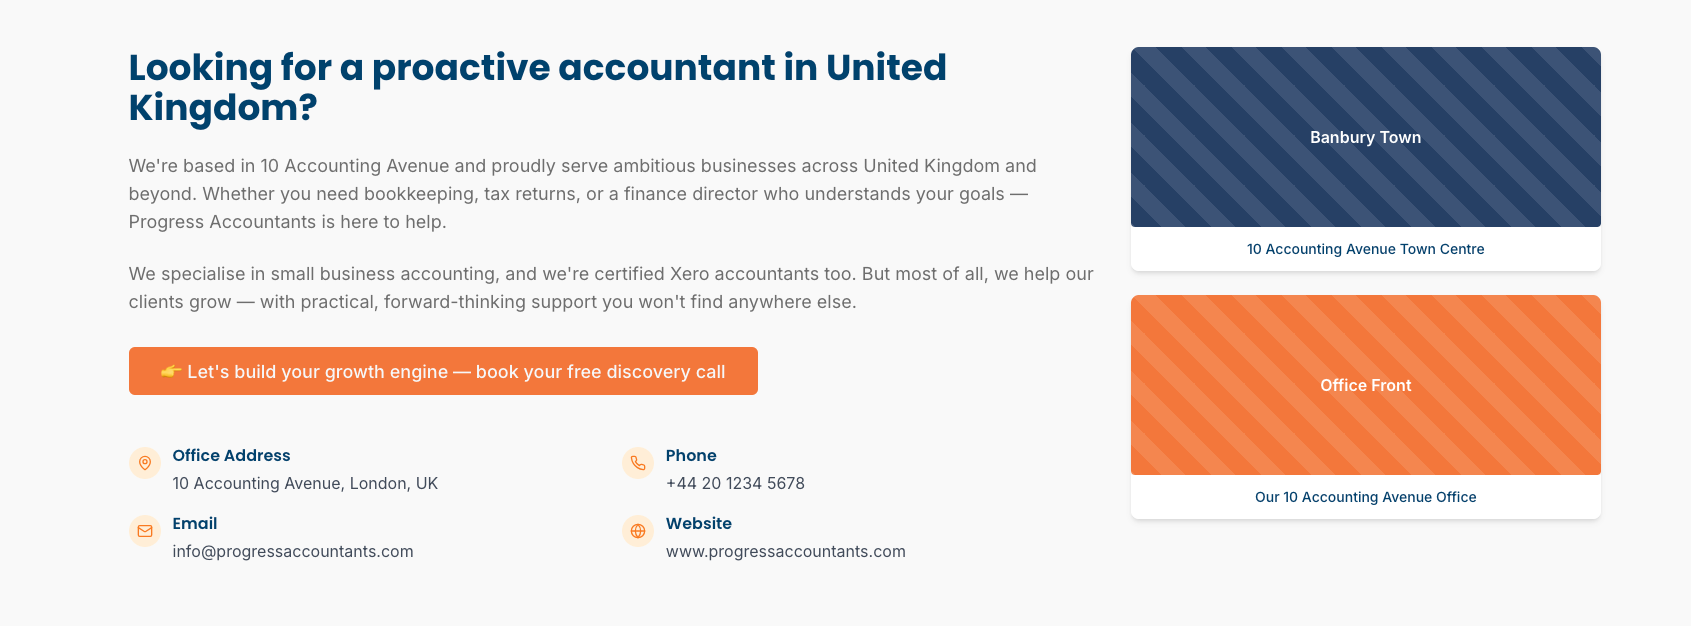 Looking for a proactive accountant in United
Kingdom?
We're based in 10 Accounting Avenue and proudly serve ambitious businesses across United Kingdom and
beyond. Whether you need bookkeeping, tax returns, or a finance director who understands your goals —
Progress Accountants is here to help.
We specialise in small business accounting, and we're certified Xero accountants too. But most of all, we help our
clients grow — with practical, forward-thinking support you won't find anywhere else.
👉 Let's build your growth engine — book your free discovery call
Office Address
10 Accounting Avenue, London, UK
Phone
+44 20 1234 5678
Email
info@progressaccountants.com
Website
www.progressaccountants.com
Banbury Town
10 Accounting Avenue Town Centre
Office Front
Our 10 Accounting Avenue Office